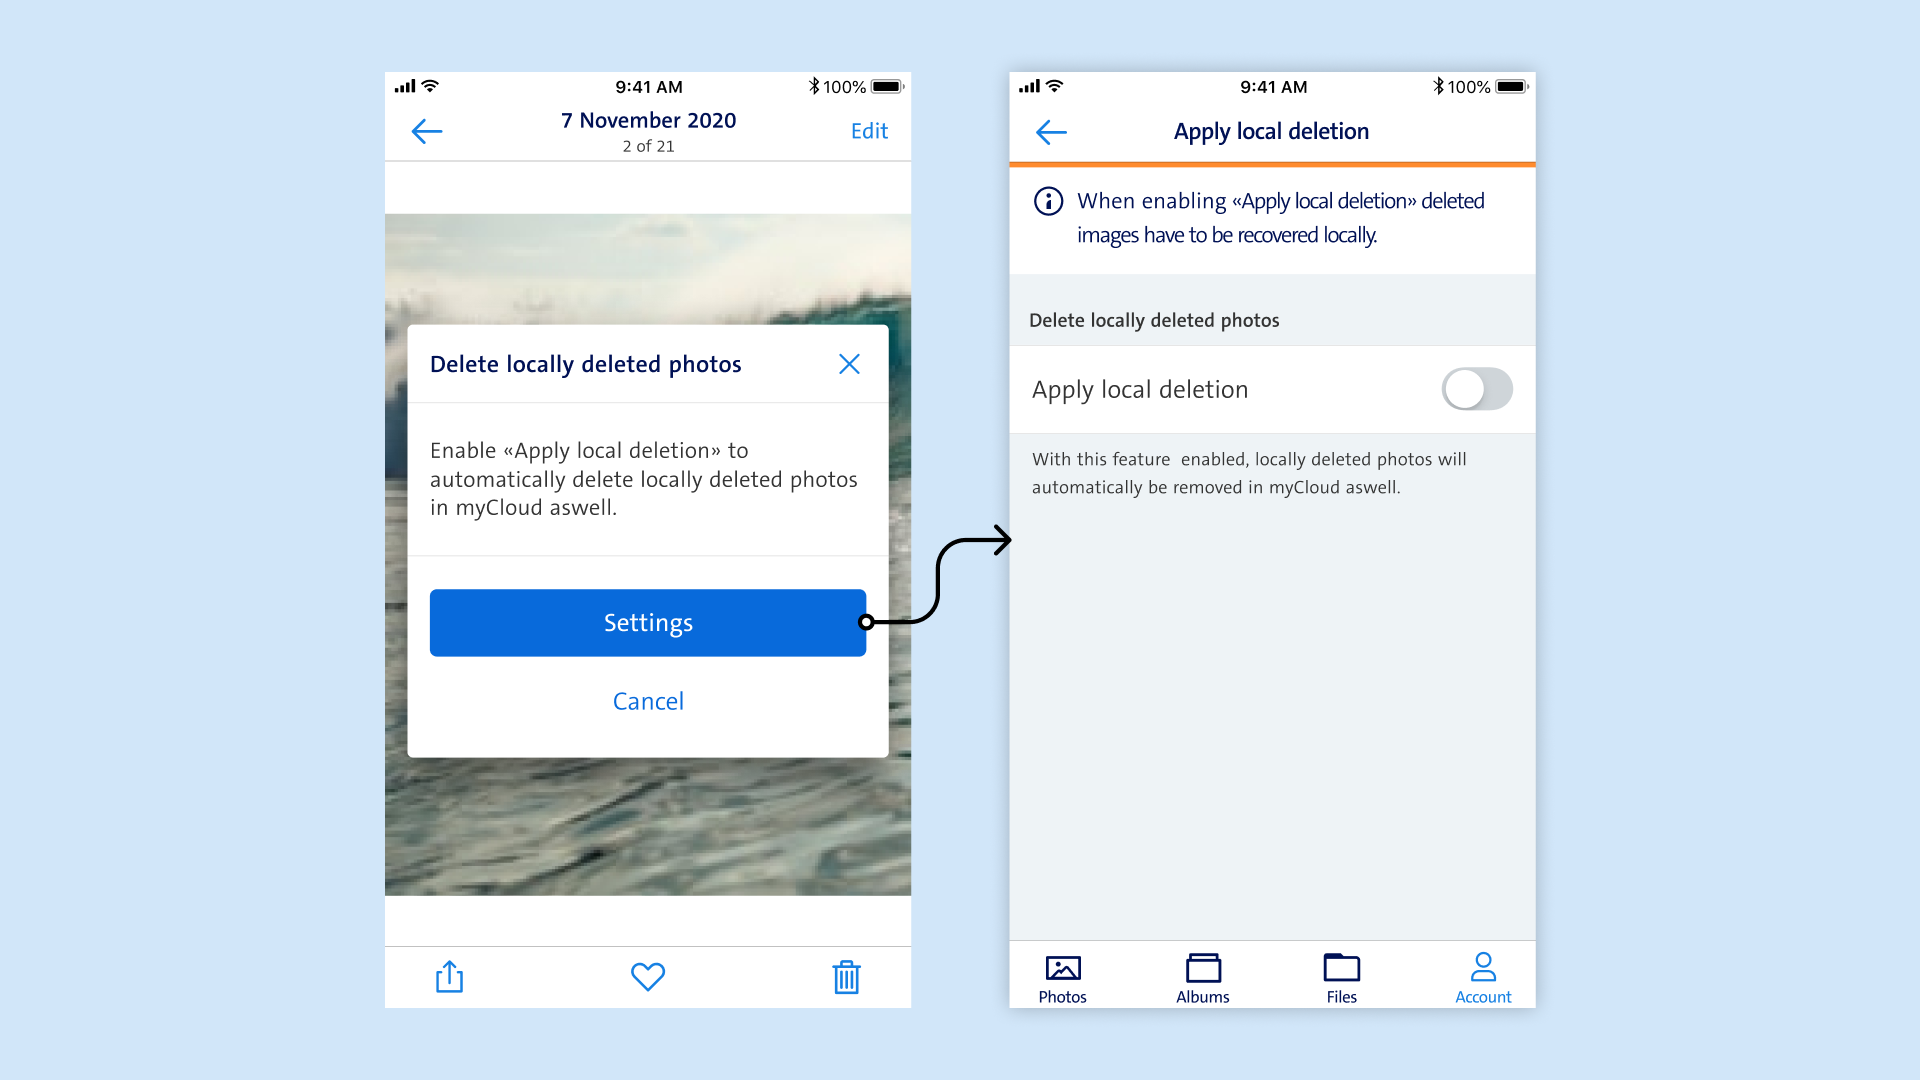 9:41 AM
100%
7 November 2020
2 of 21
Edit
Delete locally deleted photos
Enable «Apply local deletion» to
automatically delete locally deleted photos
in myCloud aswell.
Settings
Cancel
9:41 AM
100%
Apply local deletion
When enabling «Apply local deletion» deleted
images have to be recovered locally.
Delete locally deleted photos
Apply local deletion
With this feature  enabled, locally deleted photos will
automatically be removed in myCloud aswell.
Photos
Albums
Files
Account